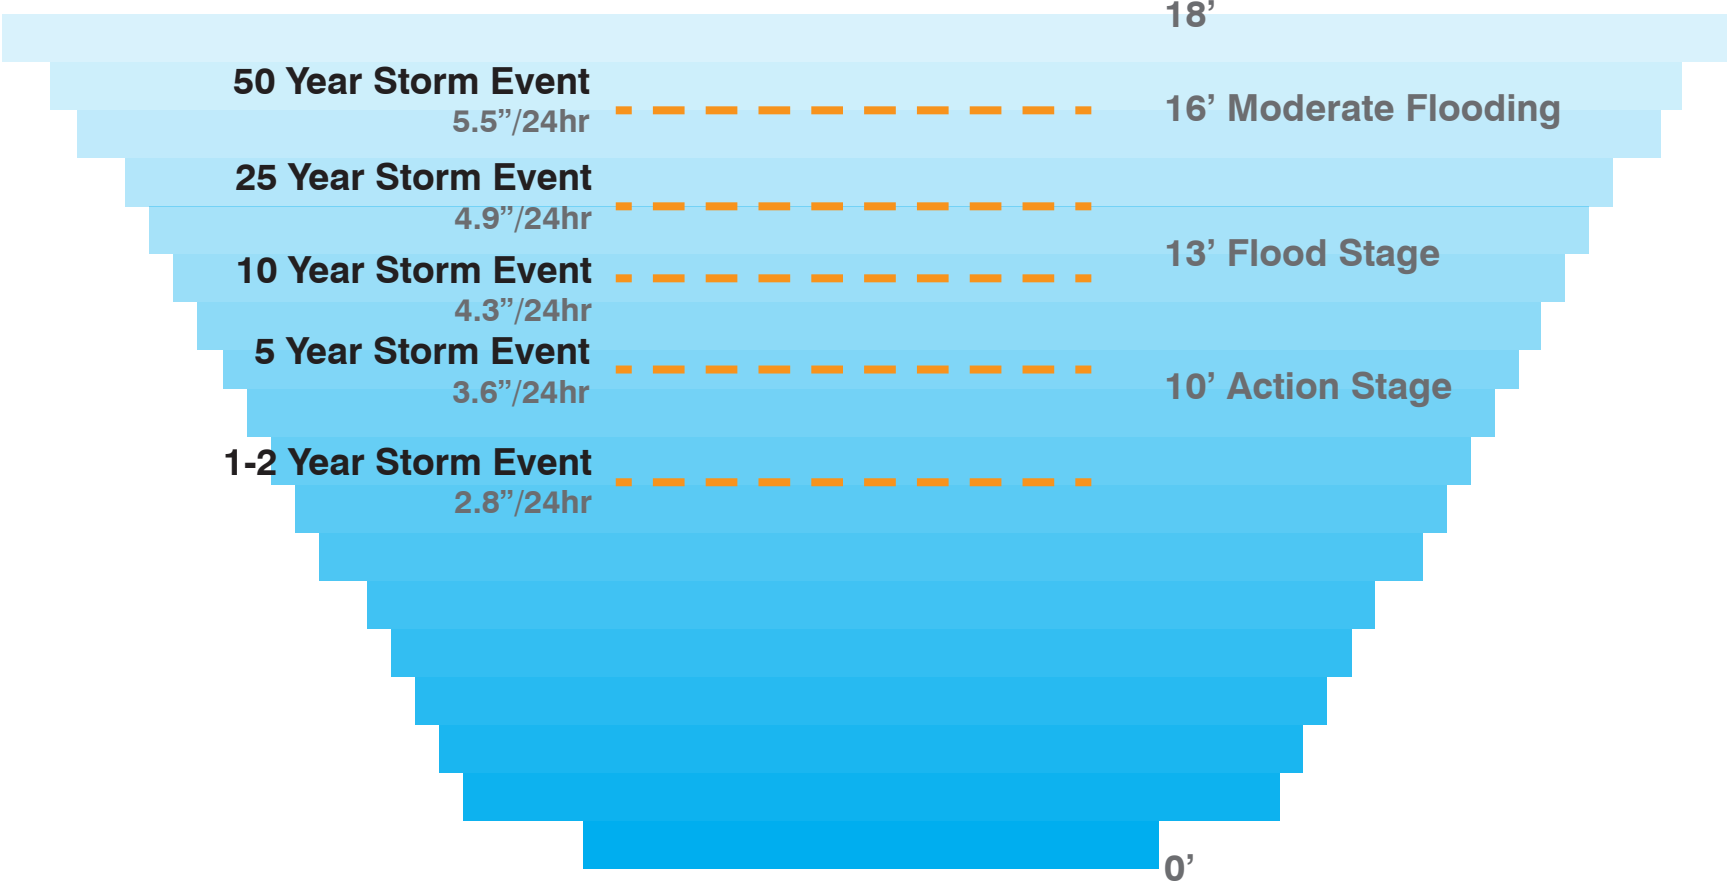 18’
50 Year Storm Event
5.5”/24hr
16’ Moderate Flooding
25 Year Storm Event
4.9”/24hr
13’ Flood Stage
10 Year Storm Event
4.3”/24hr
5 Year Storm Event
3.6”/24hr
10’ Action Stage
1-2 Year Storm Event
2.8”/24hr
0’